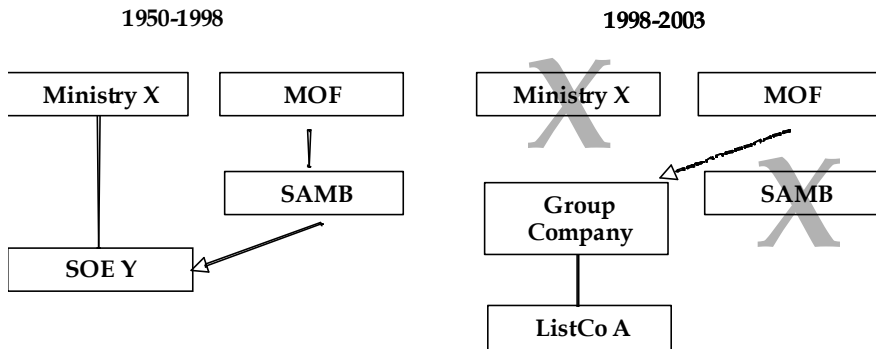 1950-1998
1998-2003
Ministry X
MOF
Ministry X
MOF
X
SAMB
SAMB
X
Group
Company
SOE Y
ListCo A